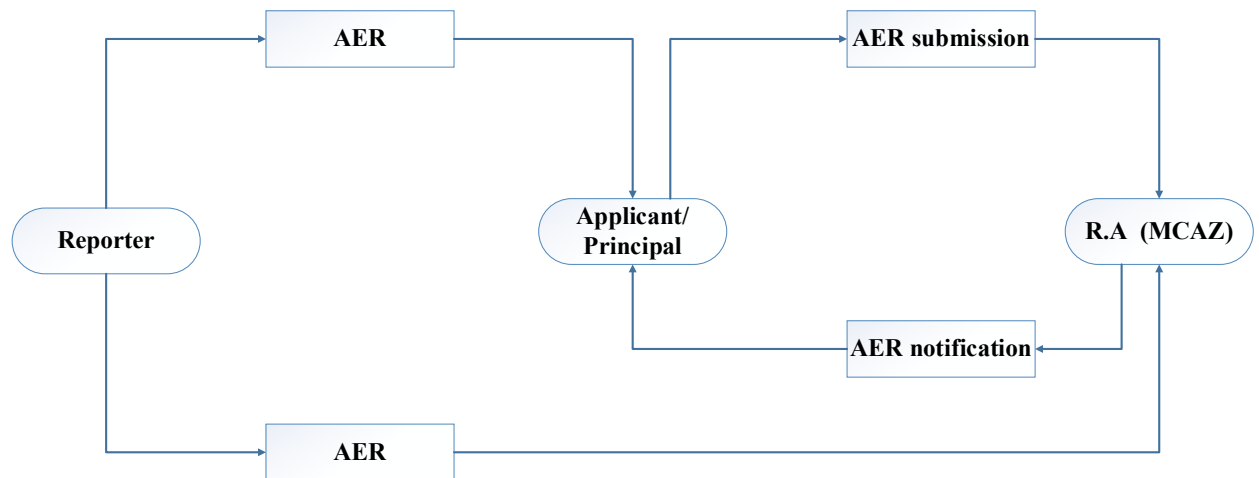 AER
AER submission
Reporter
Applicant/
Principal
R.A  (MCAZ)
AER notification
AER